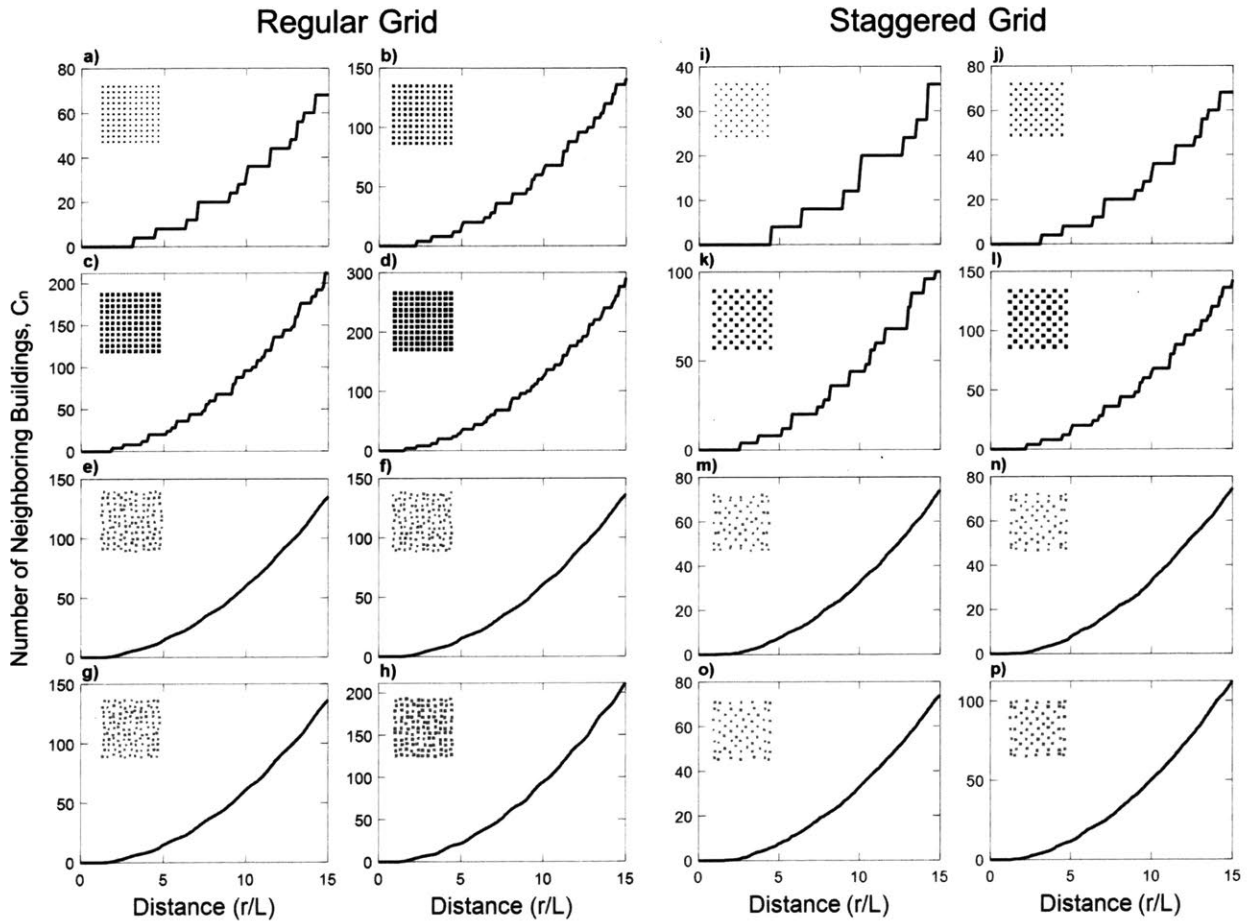 Regular Grid
Staggered Grid
Number of Neighboring Buildings, Cn
a)
80
60
40
20
0
b)
150
100
50
0
i)
40
30
20
10
0
j)
80
60
40
20
0
c)
200
150
100
50
0
d)
300
200
100
0
k)
100
50
0
l)
150
100
50
0
e)
150
100
50
0
f)
150
100
50
0
m)
80
60
40
20
0
n)
80
60
40
20
0
g)
150
100
50
0
0 5 10 15
Distance (r/L)
h)
200
150
100
50
0
0 5 10 15
Distance (r/L)
o)
80
60
40
20
0
0 5 10 15
Distance (r/L)
p)
100
50
0
0 5 10 15
Distance (r/L)